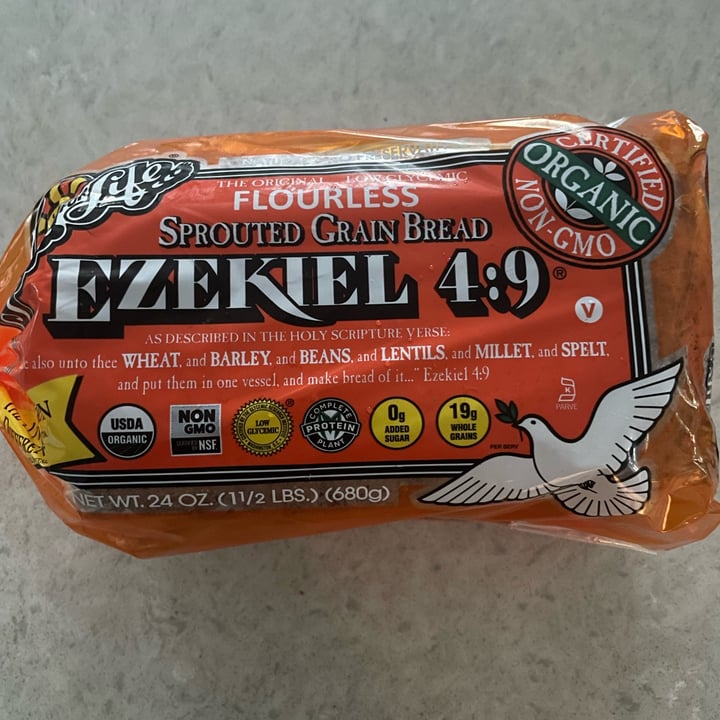 Life®
NATURAL
THE ORIGINAL LOW GLYCEMIC
FLOURLESS
SPROUTED GRAIN BREAD
EZEKIEL 4:9®
CERTIFIED
ORGANIC
NON-GMO
V
AS DESCRIBED IN THE HOLY SCRIPTURE VERSE:
also unto thee WHEAT, and BARLEY, and BEANS, and LENTILS, and MILLET, and SPELT,
and put them in one vessel, and make bread of it..." Ezekiel 4:9
K
PARVE
USDA
ORGANIC
NON
GMO
NSF
LOW
GLYCEMIC
®
COMPLETE
PROTEIN
PLANT
0g
ADDED
SUGAR
19g
WHOLE
GRAINS
PER SERV
NET WT. 24 OZ. (1 1/2 LBS.) (680g)